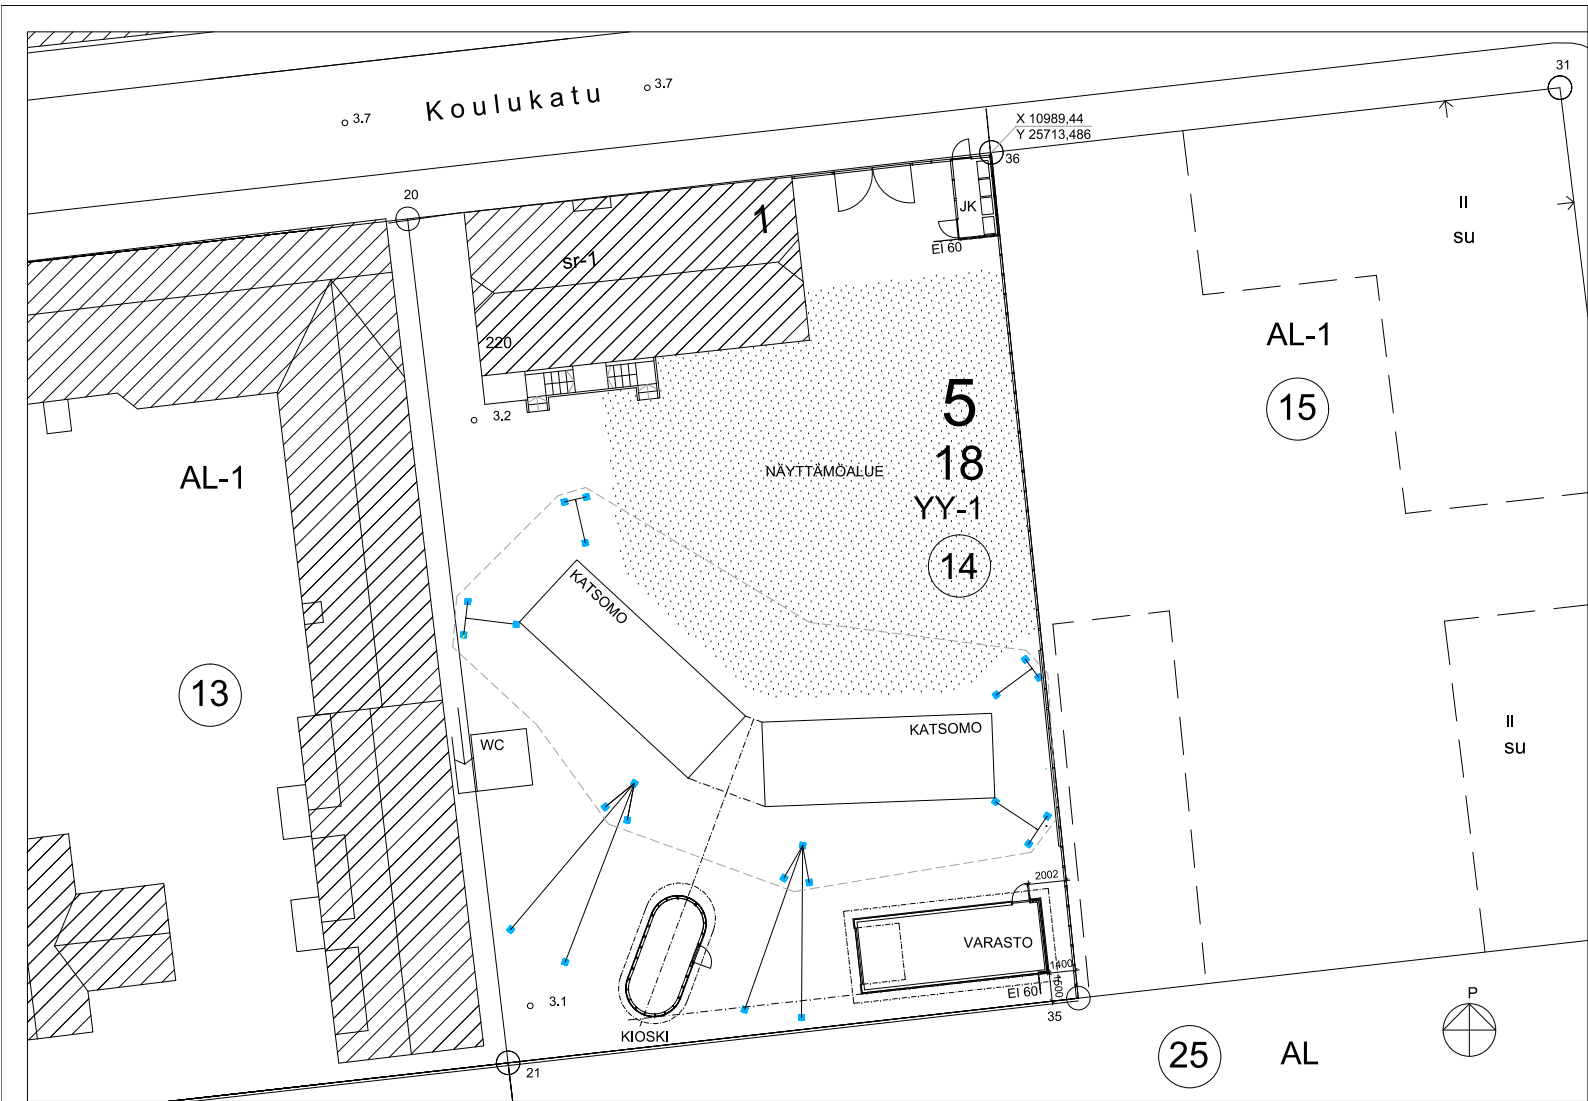 31
3.7
Koulukatu
3.7
X 10989,44
Y 25713,486
36
20
JK
EI 60
1
sr-1
220
II
su
AL-1
15
3.2
5
18
YY-1
14
NÄYTTÄMÖALUE
AL-1
13
KATSOMO
KATSOMO
WC
II
su
2002
VARASTO
1400
1600
EI 60
35
3.1
KIOSKI
21
25
AL
P